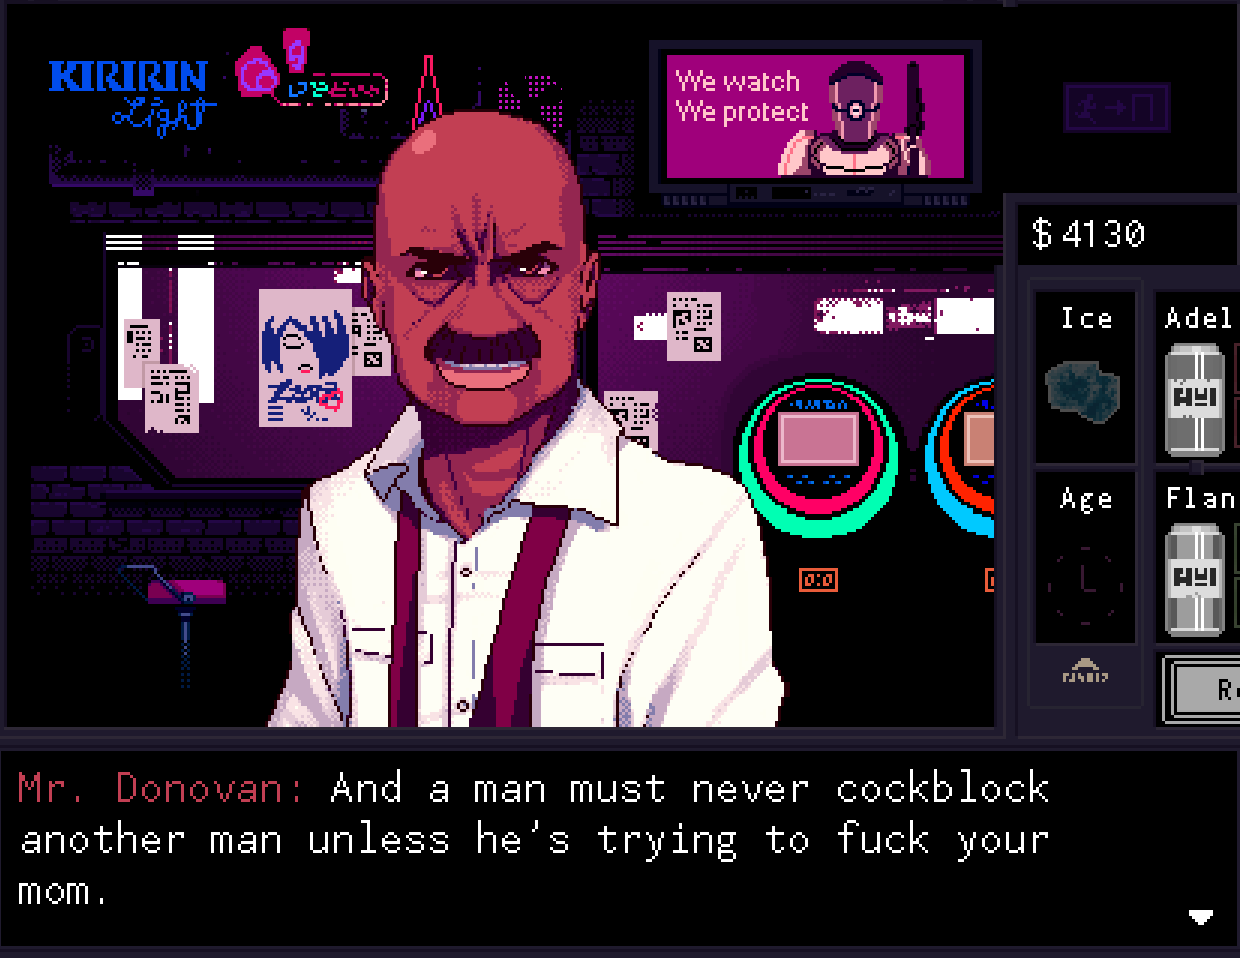 KIRIRIN
Light
We watch
We protect
$ 4130
Ice
Adel
Age
Flan
Mr. Donovan: And a man must never cockblock
another man unless he's trying to fuck your
mom.